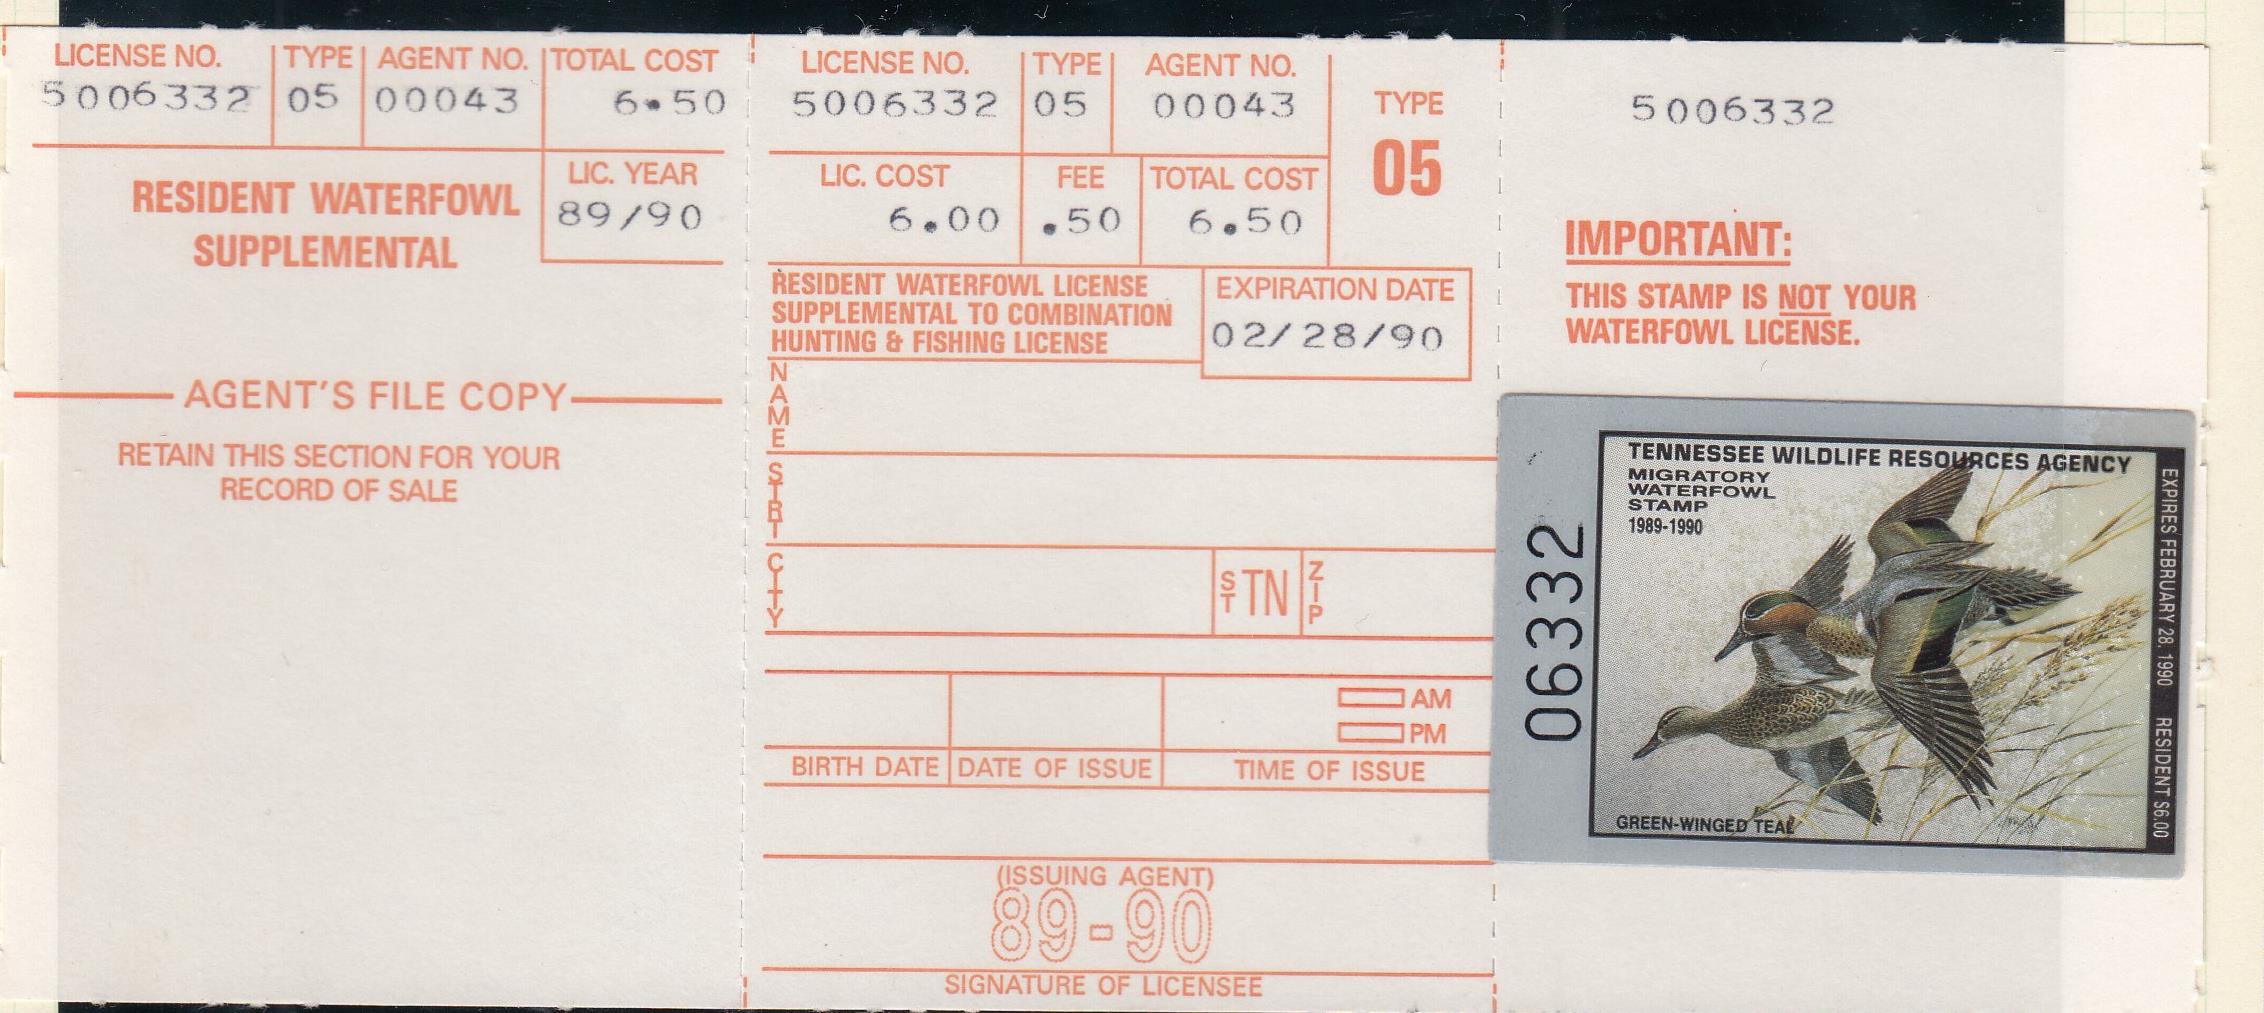 LICENSE NO. TYPE AGENT NO. TOTAL COST
5006332 05 00043 6.50
RESIDENT WATERFOWL
SUPPLEMENTAL
LIC. YEAR
89/90
AGENT'S FILE COPY
RETAIN THIS SECTION FOR YOUR
RECORD OF SALE
LICENSE NO. TYPE AGENT NO.
5006332 05 00043
TYPE
05
LIC. COST FEE TOTAL COST
6.00 .50 6.50
RESIDENT WATERFOWL LICENSE
SUPPLEMENTAL TO COMBINATION
HUNTING & FISHING LICENSE
EXPIRATION DATE
02/28/90
NAME
STRT
CITY
ST TN ZIP
AM
PM
BIRTH DATE DATE OF ISSUE TIME OF ISSUE
(ISSUING AGENT)
89-90
SIGNATURE OF LICENSEE
5006332
IMPORTANT:
THIS STAMP IS NOT YOUR
WATERFOWL LICENSE.
06332
TENNESSEE WILDLIFE RESOURCES AGENCY
MIGRATORY
WATERFOWL
STAMP
1989-1990
GREEN-WINGED TEAL
EXPIRES FEBRUARY 28, 1990 RESIDENT $6.00